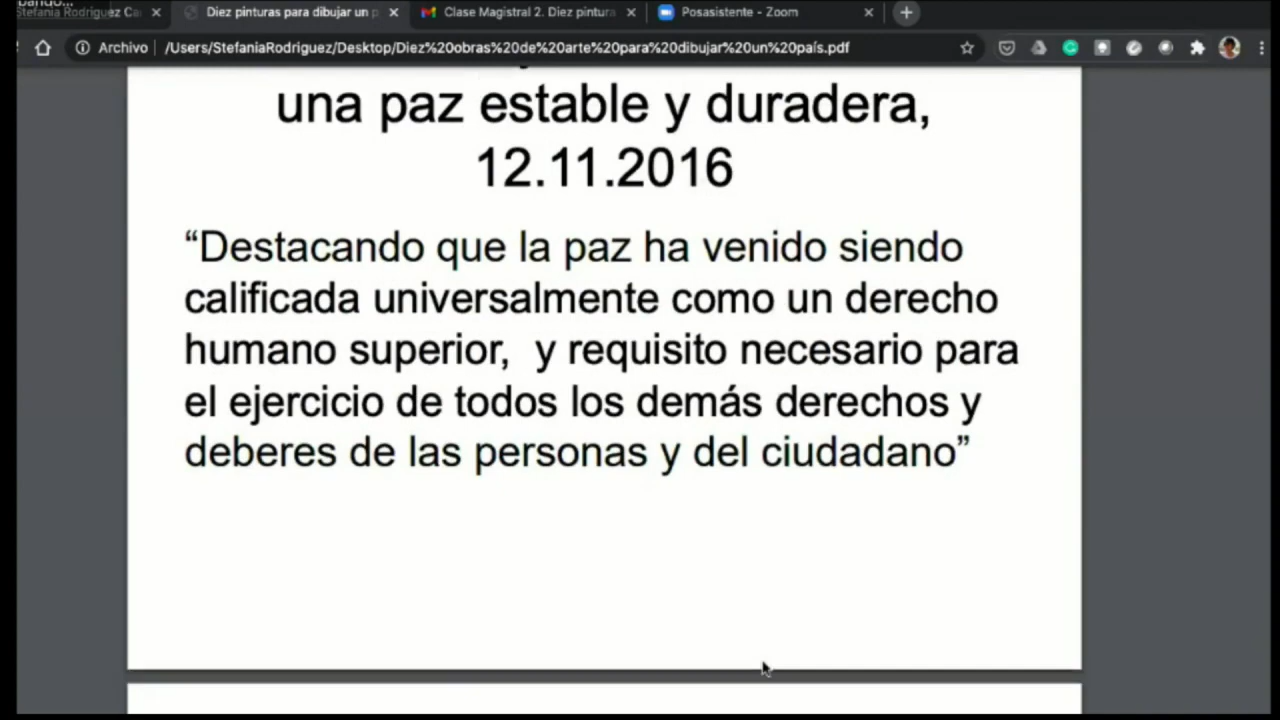 Stefania Rodriguez Ca
Diez pinturas para dibujar un p
Clase Magistral 2. Diez pintura
Posasistente - Zoom
Archivo
/Users/StefaniaRodriguez/Desktop/Diez%20obras%20de%20arte%20para%20dibujar%20un%20país.pdf
una paz estable y duradera,
12.11.2016
“Destacando que la paz ha venido siendo
calificada universalmente como un derecho
humano superior, y requisito necesario para
el ejercicio de todos los demás derechos y
deberes de las personas y del ciudadano”